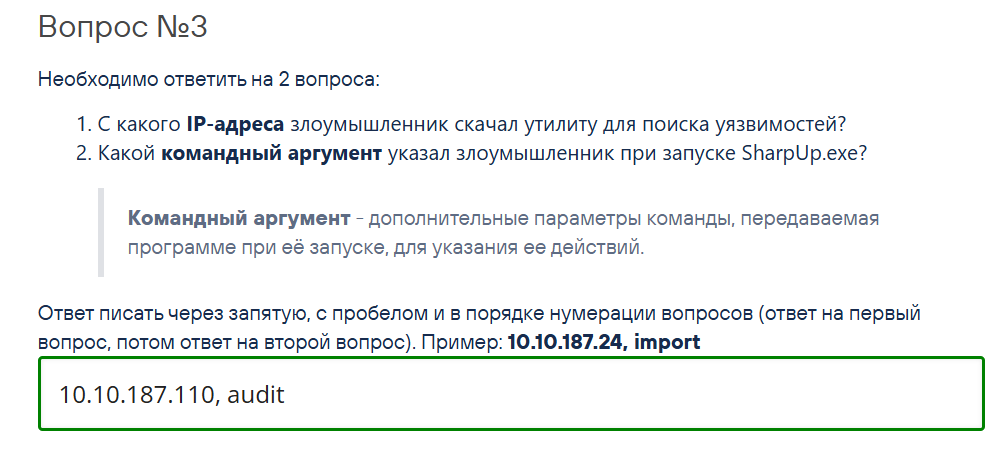 Вопрос №3
Необходимо ответить на 2 вопроса:
1. С какого IP-адреса злоумышленник скачал утилиту для поиска уязвимостей?
2. Какой командный аргумент указал злоумышленник при запуске SharpUp.exe?
Командный аргумент - дополнительные параметры команды, передаваемая
программе при её запуске, для указания ее действий.
Ответ писать через запятую, с пробелом и в порядке нумерации вопросов (ответ на первый
вопрос, потом ответ на второй вопрос). Пример: 10.10.187.24, import
10.10.187.110, audit